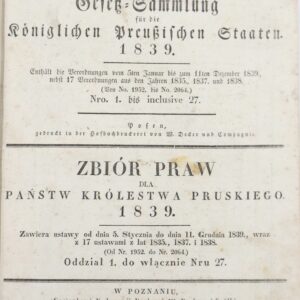 Gesetz-Sammlung
für die
Königlichen Preußischen Staaten.
1839.
Enthält die Verordnungen vom 5ten Januar bis zum 11ten Dezember 1839,
nebst 17 Verordnungen aus den Jahren 1835, 1837. und 1838.
(Von No. 1952. bis No. 2064.)
Nro. 1. bis inclusive 27.
Posen,
gedruckt in der Hofbuchdruckerei von W. Decker und Compagnie.
ZBIÓR PRAW
DLA
PAŃSTW KRÓLESTWA PRUSKIEGO.
1839.
Zawiera ustawy od dnia 5. Stycznia do dnia 11. Grudnia 1839., wraz
z 17 ustawami z lat 1835., 1837. i 1838.
(Od Nr. 1952. do Nr. 2064.)
Oddział 1. do włącznie Nru 27.
W POZNANIU,